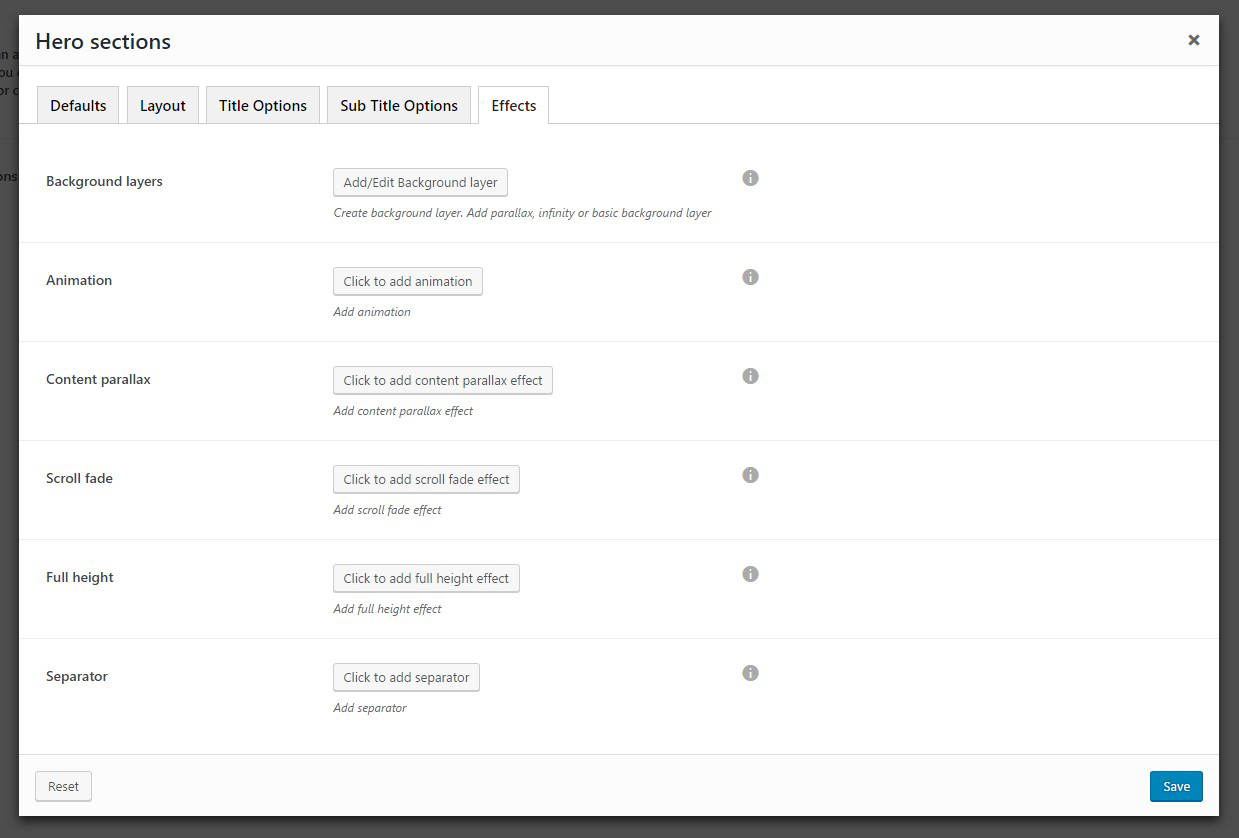 Hero sections
Defaults
Layout
Title Options
Sub Title Options
Effects
Background layers
Add/Edit Background layer
Create background layer. Add parallax, infinity or basic background layer
Animation
Click to add animation
Add animation
Content parallax
Click to add content parallax effect
Add content parallax effect
Scroll fade
Click to add scroll fade effect
Add scroll fade effect
Full height
Click to add full height effect
Add full height effect
Separator
Click to add separator
Add separator
Reset
Save